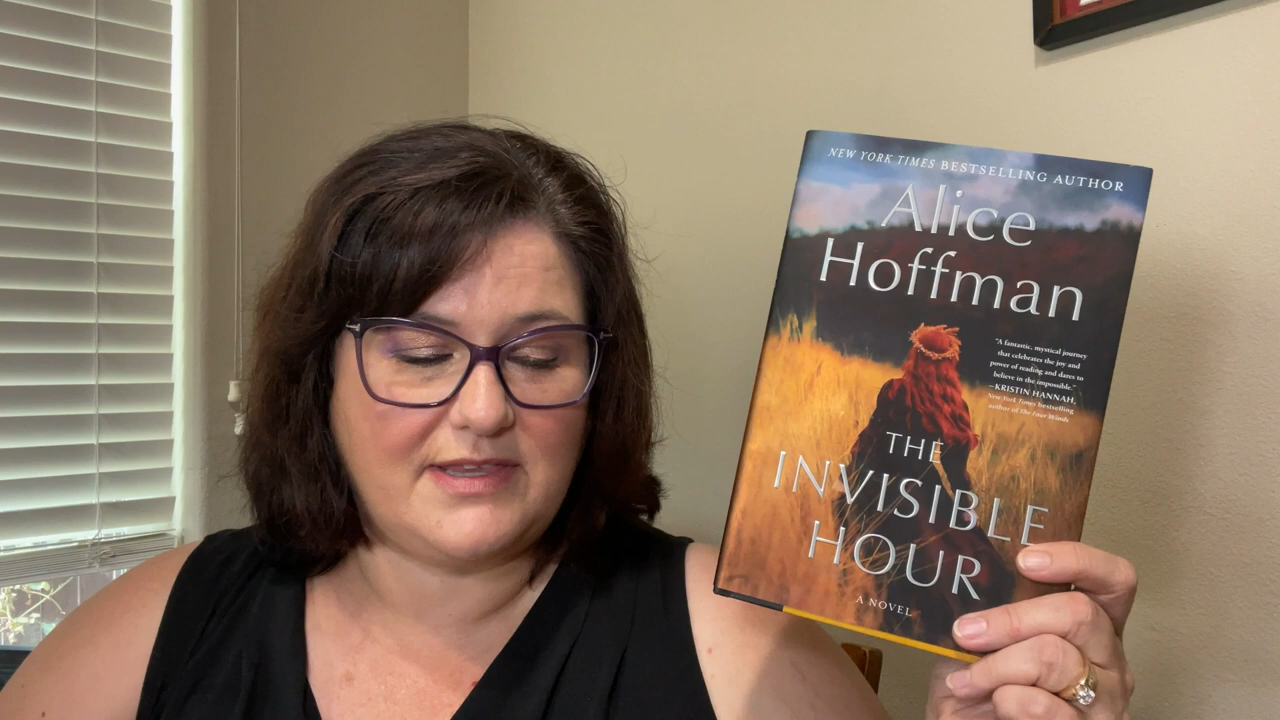 NEW YORK TIMES BESTSELLING AUTHOR
Alice
Hoffman
"A fantastic, mystical journey
that celebrates the joy and
power of reading and dares to
believe in the impossible."
—KRISTIN HANNAH,
New York Times bestselling
author of The Four Winds
THE
INVISIBLE
HOUR
A NOVEL